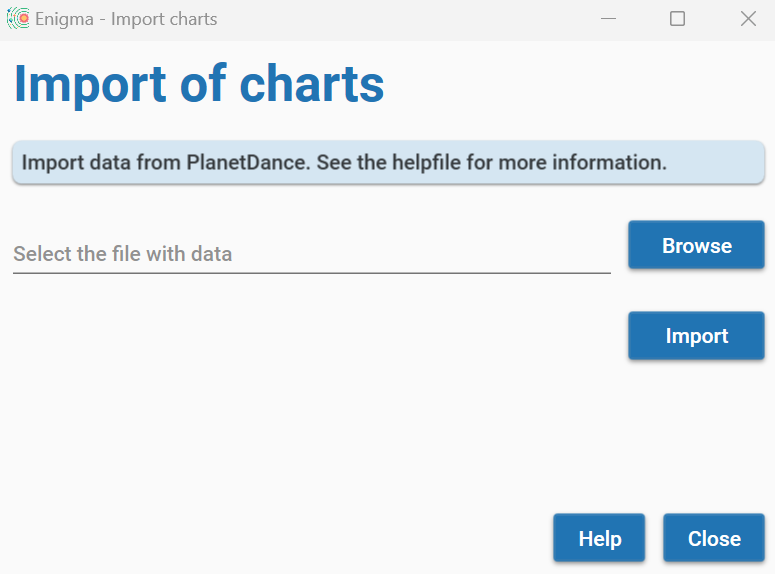 Enigma - Import charts
Import of charts
Import data from PlanetDance. See the helpfile for more information.
Select the file with data
Browse
Import
Help
Close